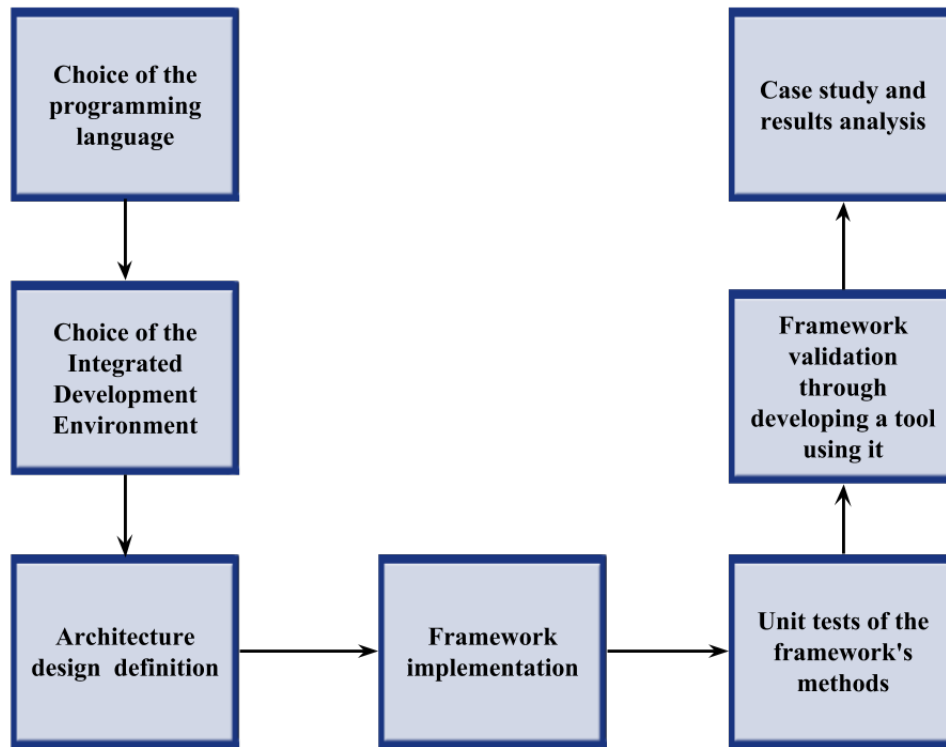 Choice of the
programming
language
Choice of the
Integrated
Development
Environment
Architecture
design definition
Framework
implementation
Unit tests of the
framework's
methods
Framework
validation
through
developing a tool
using it
Case study and
results analysis